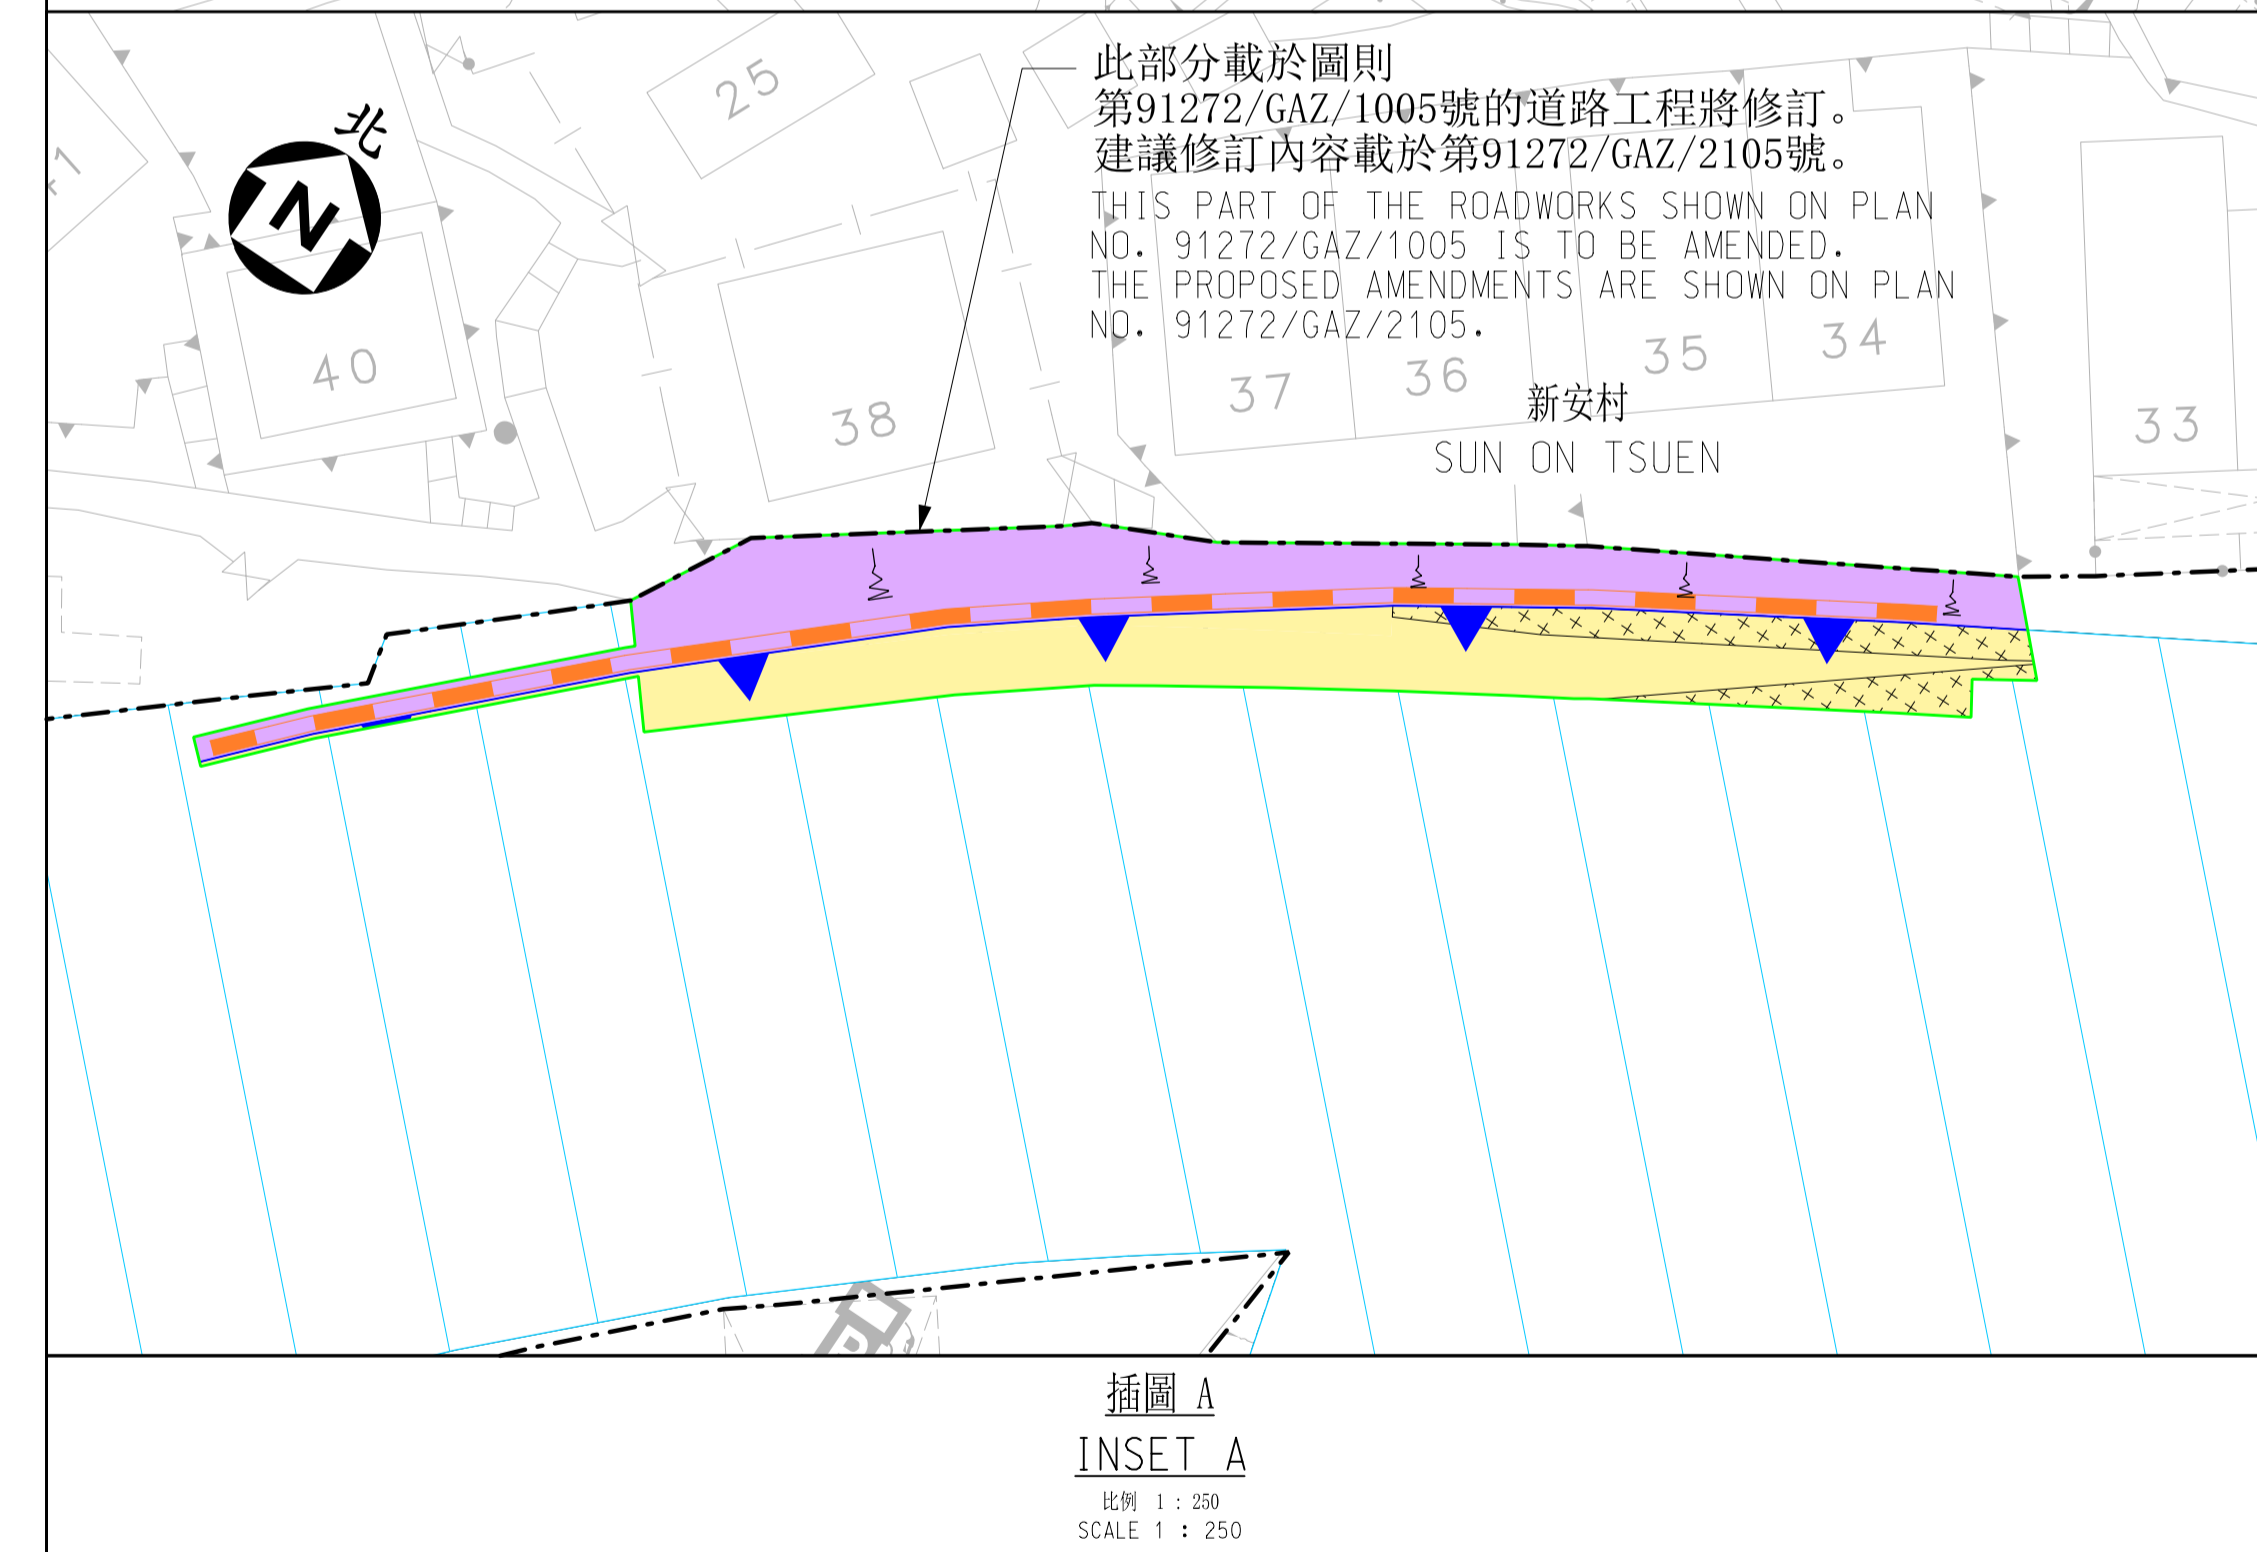 北
N
25
41
此部分載於圖則
第91272/GAZ/1005號的道路工程將修訂。
建議修訂內容載於第91272/GAZ/2105號。
THIS PART OF THE ROADWORKS SHOWN ON PLAN
NO. 91272/GAZ/1005 IS TO BE AMENDED.
THE PROPOSED AMENDMENTS ARE SHOWN ON PLAN
NO. 91272/GAZ/2105.
40
38
37
36
35
34
33
新安村
SUN ON TSUEN
插圖 A
INSET A
比例 1 : 250
SCALE 1 : 250